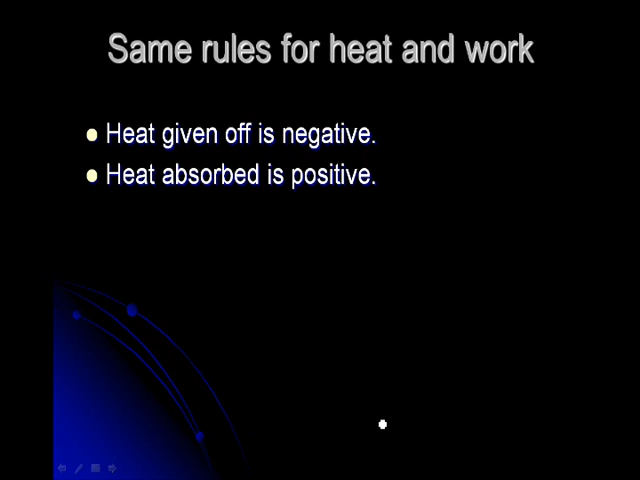 Same rules for heat and work
Heat given off is negative.
Heat absorbed is positive.